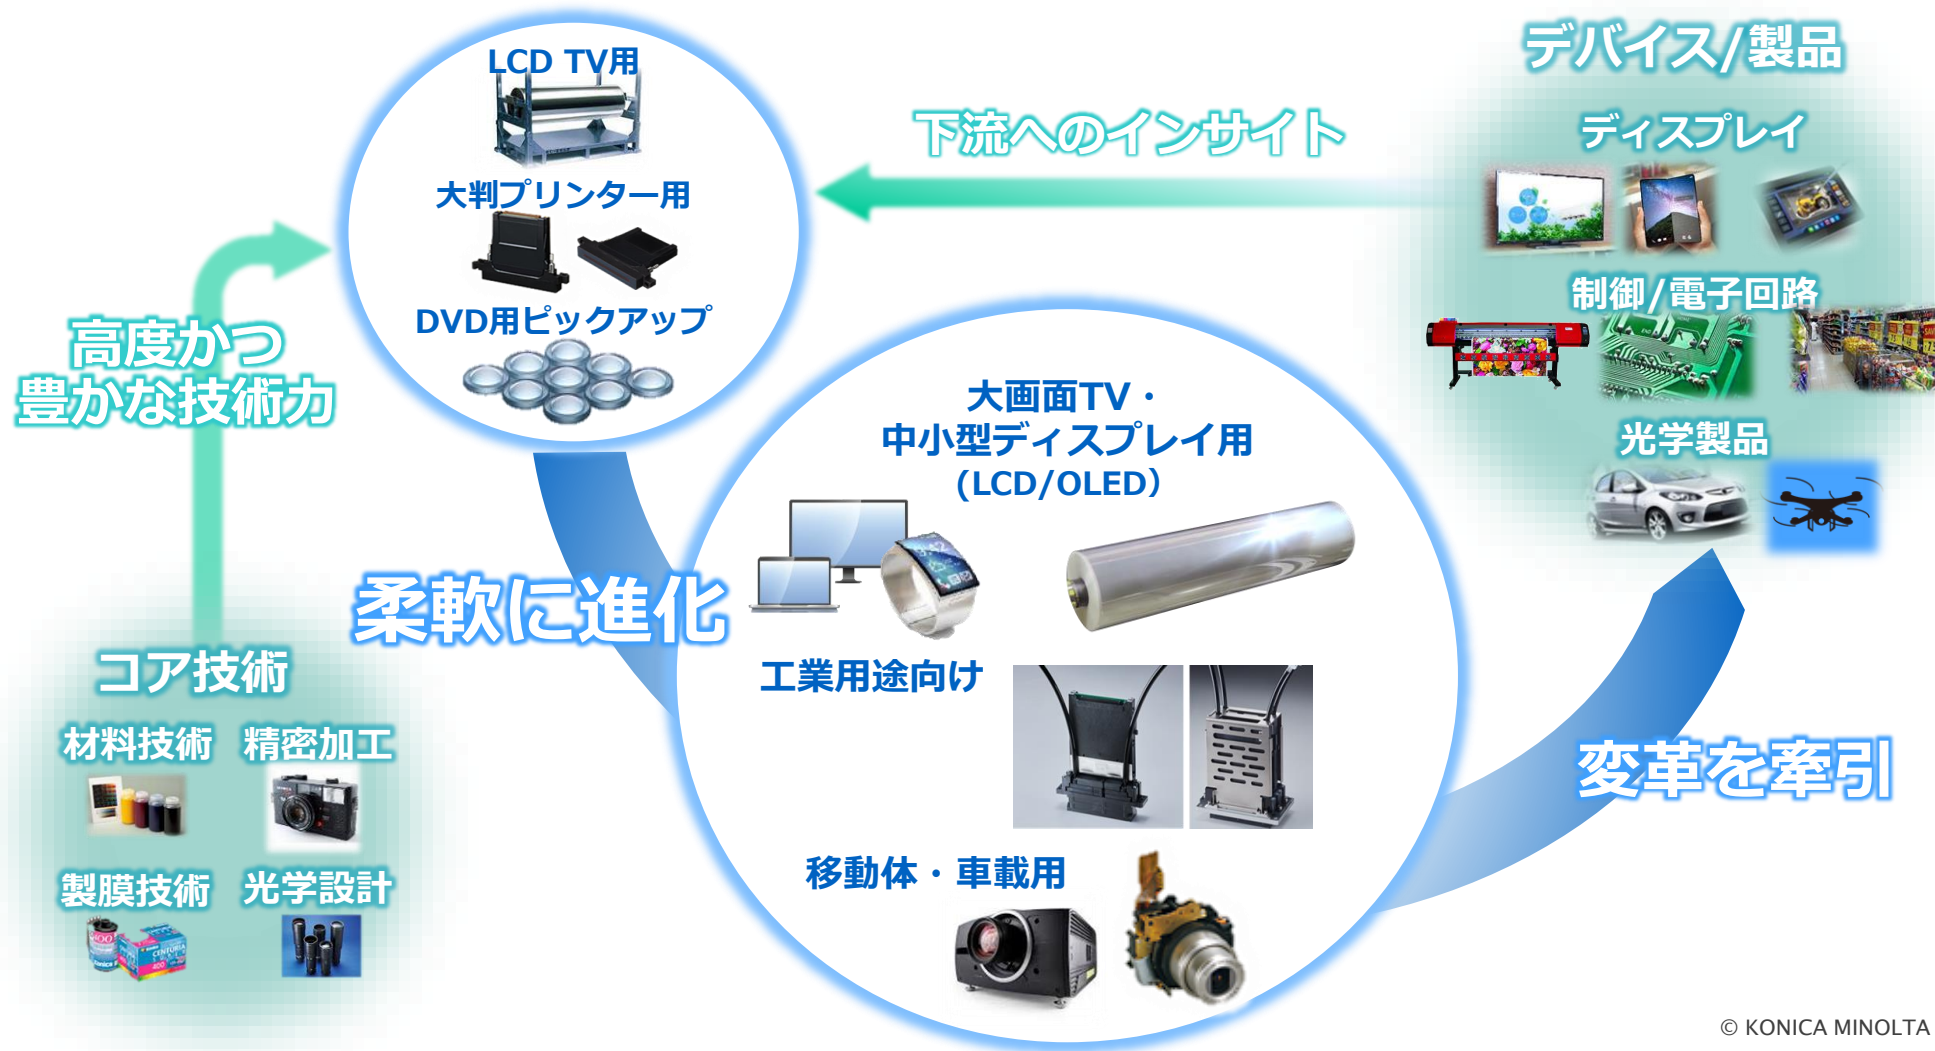 LCD TV用
大判プリンター用
DVD用ピックアップ
デバイス/製品
下流へのインサイト
ディスプレイ
制御/電子回路
光学製品
高度かつ
豊かな技術力
大画面TV・
中小型ディスプレイ用
(LCD/OLED）
柔軟に進化
工業用途向け
移動体・車載用
変革を牽引
コア技術
材料技術
精密加工
製膜技術
光学設計
CENTURIA
400
© KONICA MINOLTA